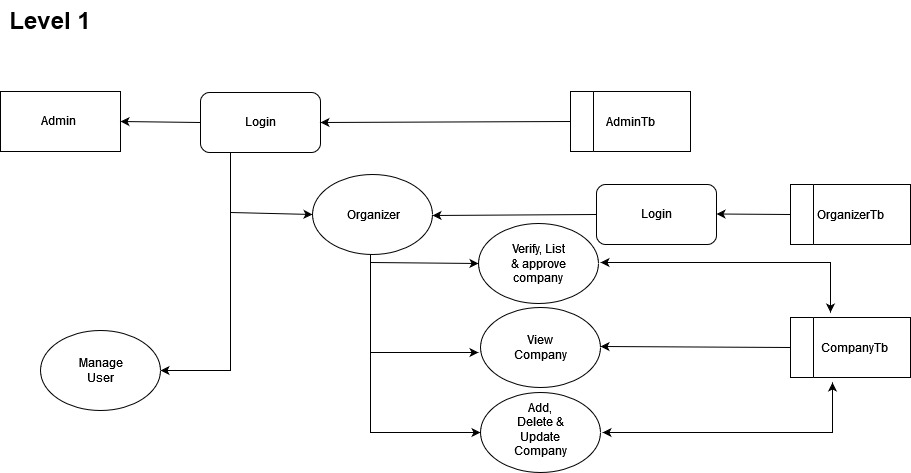 Level 1
Admin
Login
AdminTb
Organizer
Login
OrganizerTb
Verify, List
& approve
company
View
Company
CompanyTb
Manage
User
Add,
Delete &
Update
Company